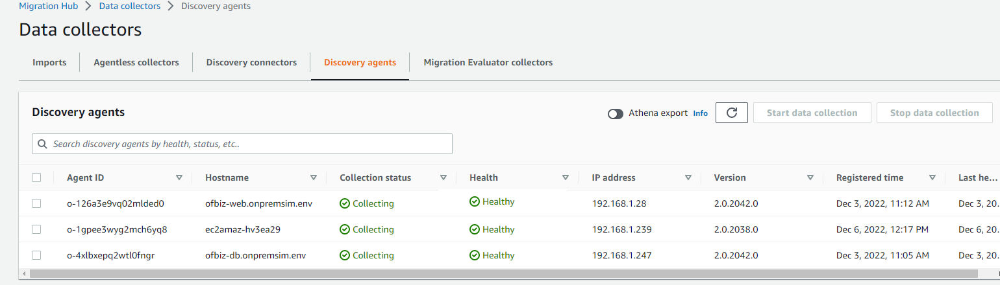 Migration Hub > Data collectors > Discovery agents
Data collectors
Imports Agentless collectors Discovery connectors Discovery agents Migration Evaluator collectors
Discovery agents Athena export Info Start data collection Stop data collection
Search discovery agents by health, status, etc..
Agent ID Hostname Collection status Health IP address Version Registered time Last he...
o-126a3e9vq02mlded0 ofbiz-web.onpremsim.env Collecting Healthy 192.168.1.28 2.0.2042.0 Dec 3, 2022, 11:12 AM Dec 3, 20...
o-1gpee3wyg2mch6yq8 ec2amaz-hv3ea29 Collecting Healthy 192.168.1.239 2.0.2038.0 Dec 6, 2022, 12:17 PM Dec 6, 20...
o-4xlbxepq2wtl0fngr ofbiz-db.onpremsim.env Collecting Healthy 192.168.1.247 2.0.2042.0 Dec 3, 2022, 11:05 AM Dec 3, 20...